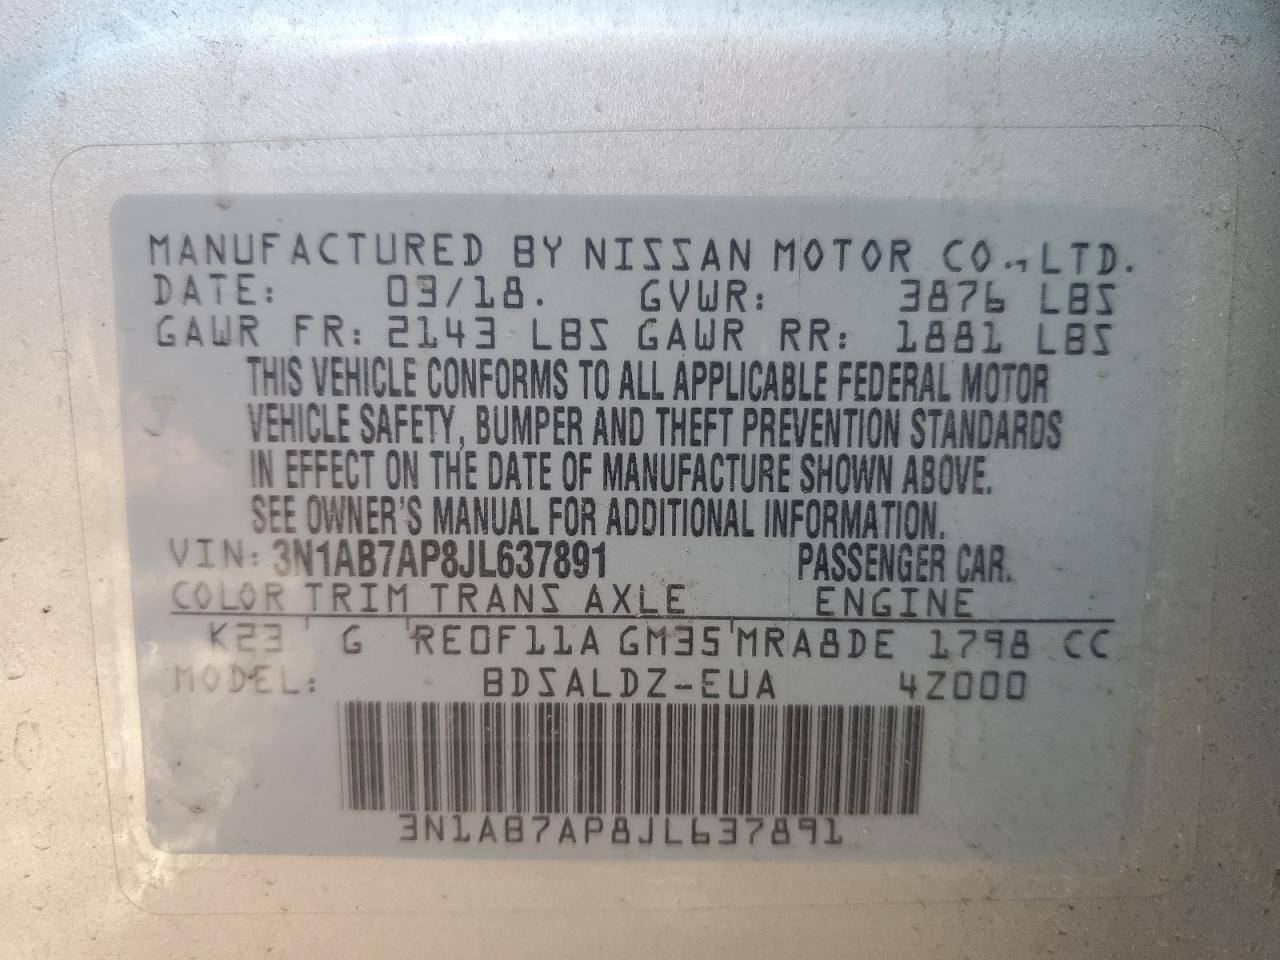 MANUFACTURED BY NISSAN MOTOR CO., LTD.
DATE: 03/18. GVWR: 3876 LBS
GAWR FR: 2143 LBS GAWR RR: 1881 LBS
THIS VEHICLE CONFORMS TO ALL APPLICABLE FEDERAL MOTOR
VEHICLE SAFETY, BUMPER AND THEFT PREVENTION STANDARDS
IN EFFECT ON THE DATE OF MANUFACTURE SHOWN ABOVE.
SEE OWNER'S MANUAL FOR ADDITIONAL INFORMATION.
VIN: 3N1AB7AP8JL637891 PASSENGER CAR.
COLOR TRIM TRANS AXLE ENGINE
K23 G RE0F11A GM35 MRA8DE 1798 CC
MODEL: BDSALDZ-EUA 4Z000
3N1AB7AP8JL637891